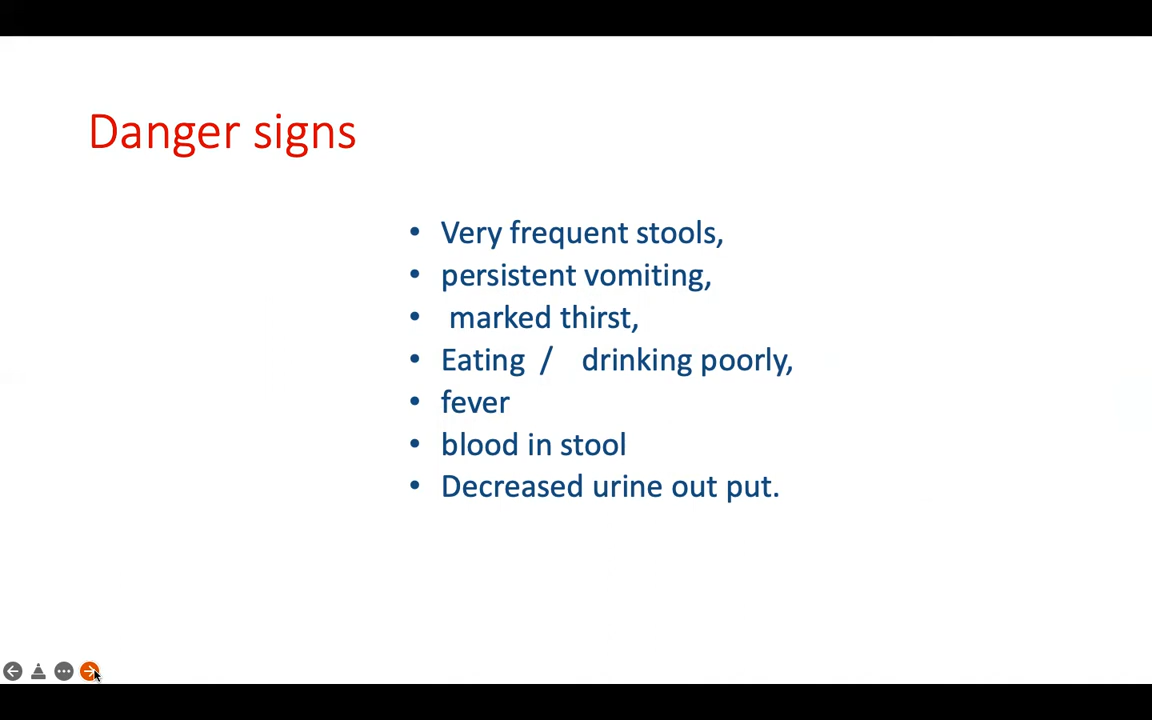 Danger signs
• Very frequent stools,
• persistent vomiting,
• marked thirst,
• Eating / drinking poorly,
• fever
• blood in stool
• Decreased urine out put.